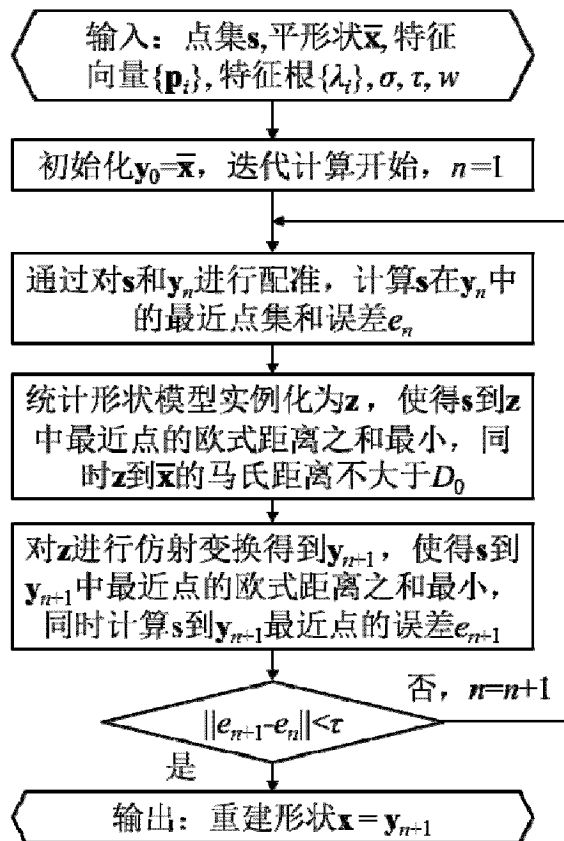 输入：点集s,平形状x̄,特征
向量{pᵢ},特征根{λᵢ},σ,τ,w
初始化y₀=x̄，迭代计算开始，n=1
通过对s和yₙ进行配准，计算s在yₙ中
的最近点集和误差eₙ
统计形状模型实例化为z，使得s到z
中最近点的欧式距离之和最小，同
时z到x̄的马氏距离不大于D₀
对z进行仿射变换得到yₙ₊₁，使得s到
yₙ₊₁中最近点的欧式距离之和最小，
同时计算s到yₙ₊₁最近点的误差eₙ₊₁
否，n=n+1
||eₙ₊₁-eₙ||<τ
是
输出：重建形状x=yₙ₊₁